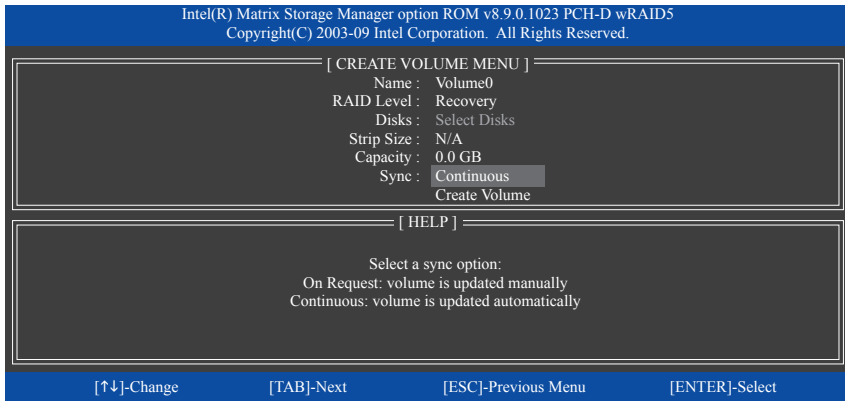 Intel(R) Matrix Storage Manager option ROM v8.9.0.1023 PCH-D wRAID5
Copyright(C) 2003-09 Intel Corporation. All Rights Reserved.
[ CREATE VOLUME MENU ]
Name : Volume0
RAID Level : Recovery
Disks : Select Disks
Strip Size : N/A
Capacity : 0.0 GB
Sync : Continuous
Create Volume
[ HELP ]
Select a sync option:
On Request: volume is updated manually
Continuous: volume is updated automatically
[↑↓]-Change [TAB]-Next [ESC]-Previous Menu [ENTER]-Select